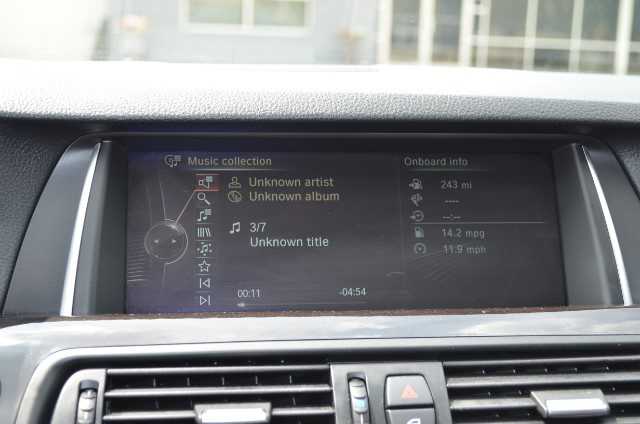 Music collection
Unknown artist
Unknown album
3/7
Unknown title
00:11 -04:54
Onboard info
243 mi
----
--:--
14.2 mpg
11.9 mph